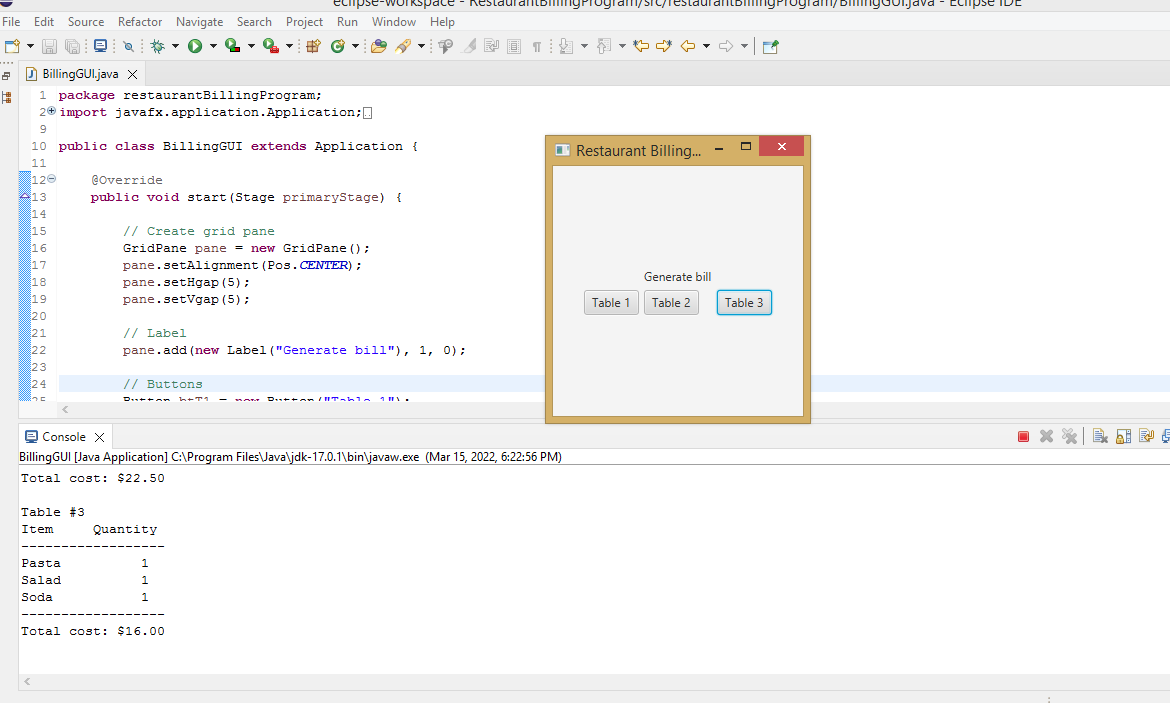 eclipse-workspace - RestaurantBillingProgram/src/restaurantBillingProgram/BillingGUI.java - Eclipse IDE
File Edit Source Refactor Navigate Search Project Run Window Help
BillingGUI.java
1 package restaurantBillingProgram;
2 import javafx.application.Application;
9
10 public class BillingGUI extends Application {
11
12 @Override
13 public void start(Stage primaryStage) {
14
15 // Create grid pane
16 GridPane pane = new GridPane();
17 pane.setAlignment(Pos.CENTER);
18 pane.setHgap(5);
19 pane.setVgap(5);
20
21 // Label
22 pane.add(new Label("Generate bill"), 1, 0);
23
24 // Buttons
25 Button btT1 = new Button("Table 1");
Restaurant Billing...
Generate bill
Table 1 Table 2 Table 3
Console
BillingGUI [Java Application] C:\Program Files\Java\jdk-17.0.1\bin\javaw.exe (Mar 15, 2022, 6:22:56 PM)
Total cost: $22.50
Table #3
Item Quantity
------------------
Pasta 1
Salad 1
Soda 1
------------------
Total cost: $16.00